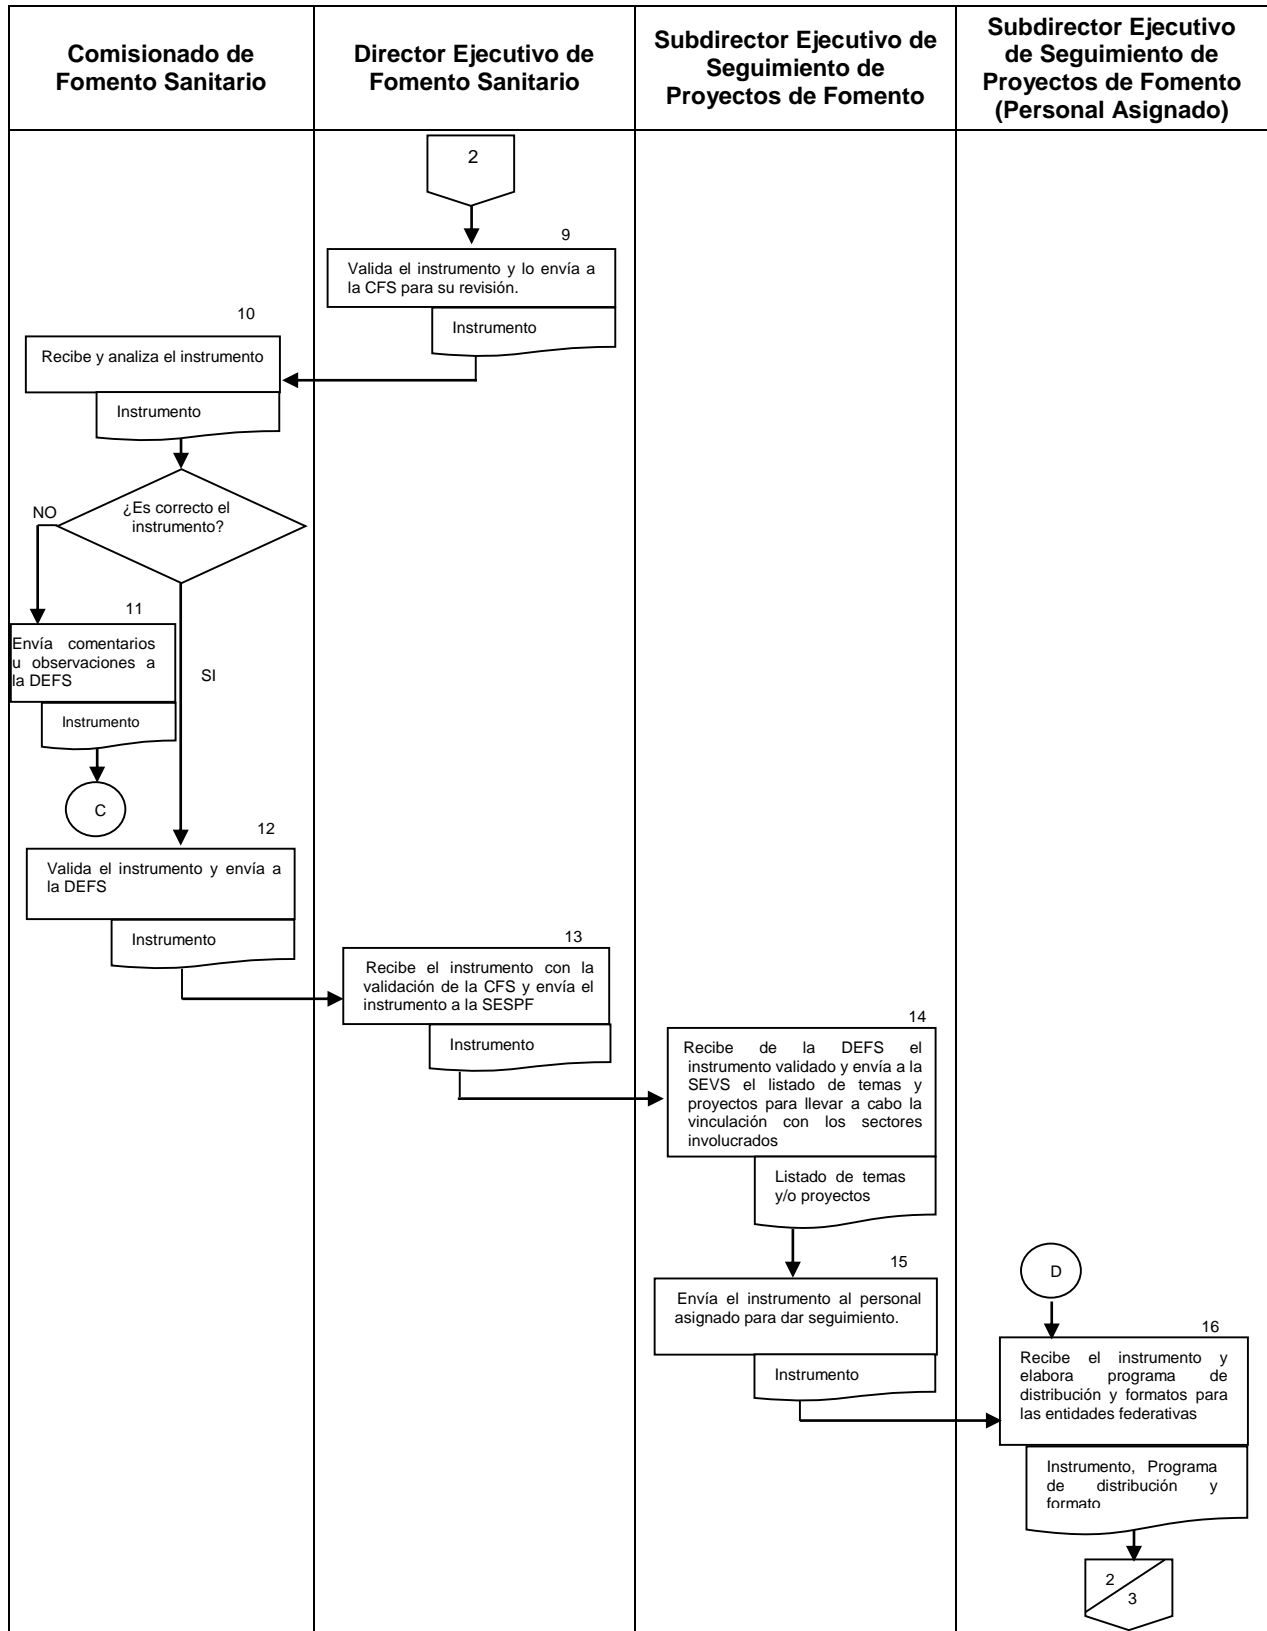 Comisionado de
Fomento Sanitario
Director Ejecutivo de
Fomento Sanitario
Subdirector Ejecutivo de
Seguimiento de
Proyectos de Fomento
Subdirector Ejecutivo
de Seguimiento de
Proyectos de Fomento
(Personal Asignado)
2
9
Valida el instrumento y lo envía a
la CFS para su revisión.
Instrumento
10
Recibe y analiza el instrumento
Instrumento
¿Es correcto el
instrumento?
NO
SI
11
Envía comentarios
u observaciones a
la DEFS
Instrumento
C
12
Valida el instrumento y envía a
la DEFS
Instrumento
13
Recibe el instrumento con la
validación de la CFS y envía el
instrumento a la SESPF
Instrumento
14
Recibe de la DEFS el
instrumento validado y envía a la
SEVS el listado de temas y
proyectos para llevar a cabo la
vinculación con los sectores
involucrados
Listado de temas
y/o proyectos
15
Envía el instrumento al personal
asignado para dar seguimiento.
Instrumento
D
16
Recibe el instrumento y
elabora programa de
distribución y formatos para
las entidades federativas
Instrumento, Programa
de distribución y
formato
2
3